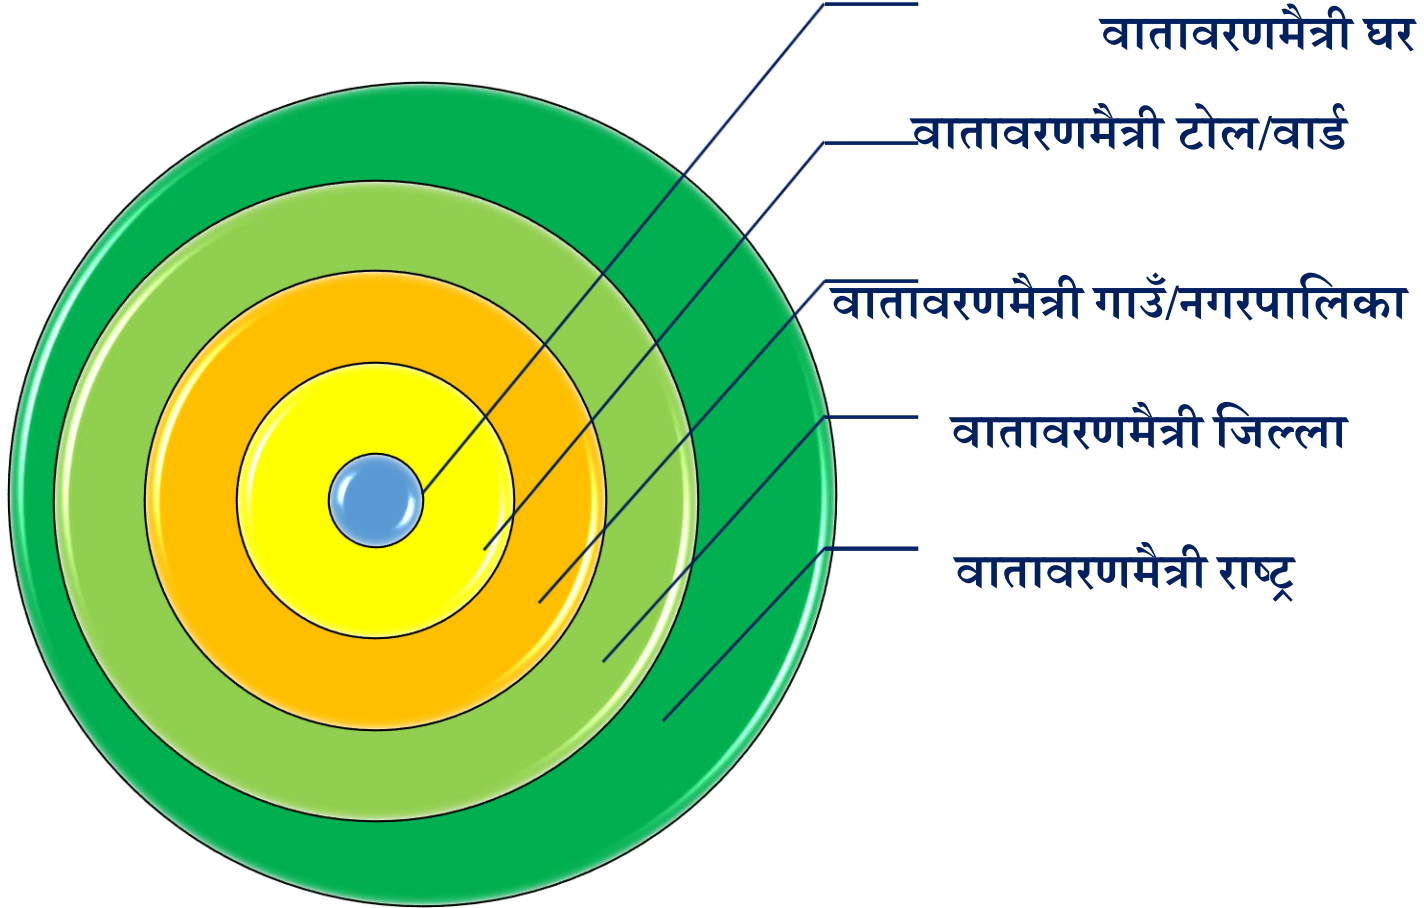 वातावरणमैत्री घर
वातावरणमैत्री टोल/वार्ड
वातावरणमैत्री गाउँ/नगरपालिका
वातावरणमैत्री जिल्ला
वातावरणमैत्री राष्ट्र